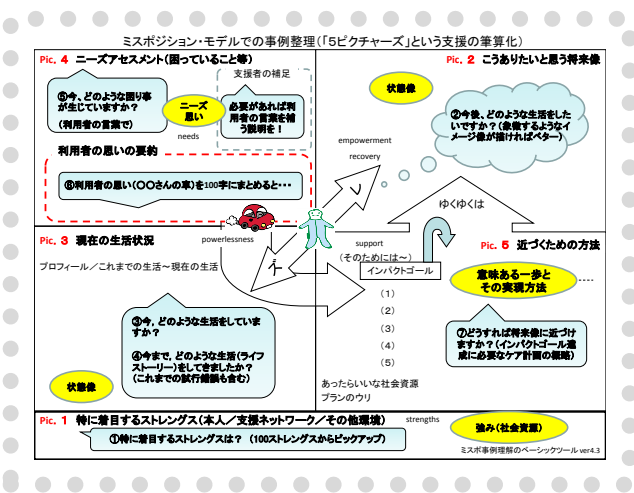 ミスポジション・モデルでの事例整理(「5ピクチャーズ」という支援の筆算化)
Pic. 4 ニーズアセスメント(困っていること等)
支援者の補足
⑤今、どのような困り事
が生じていますか?
(利用者の言葉で)
ニーズ
思い
needs
必要があれば利
用者の言葉を補
う説明を!
利用者の思いの要約
⑥利用者の思い(〇〇さんの車)を100字にまとめると・・・
Pic. 2 こうありたいと思う将来像
状態像
②今後、どのような生活をした
いですか?(象徴するようなイ
メージ像が描ければベター)
empowerment
recovery
ゆくゆくは
Pic. 3 現在の生活状況
powerlessness
プロフィール/これまでの生活~現在の生活
③今、どのような生活をしていま
すか?
④今まで、どのような生活(ライフ
ストーリー)をしてきましたか?
(これまでの試行錯誤も含む)
状態像
support
(そのためには~)
インパクトゴール
(1)
(2)
(3)
(4)
(5)
あったらいいな社会資源
プランのウリ
Pic. 5 近づくための方法
意味ある一歩と
その実現方法
⑦どうすれば将来像に近づけ
ますか?(インパクトゴール達
成に必要なケア計画の概略)
Pic. 1 特に着目するストレングス(本人/支援ネットワーク/その他環境)
strengths
①特に着目するストレングスは? (100ストレングスからピックアップ)
強み(社会資源)
ミスポ事例理解のベーシックツール ver4.3